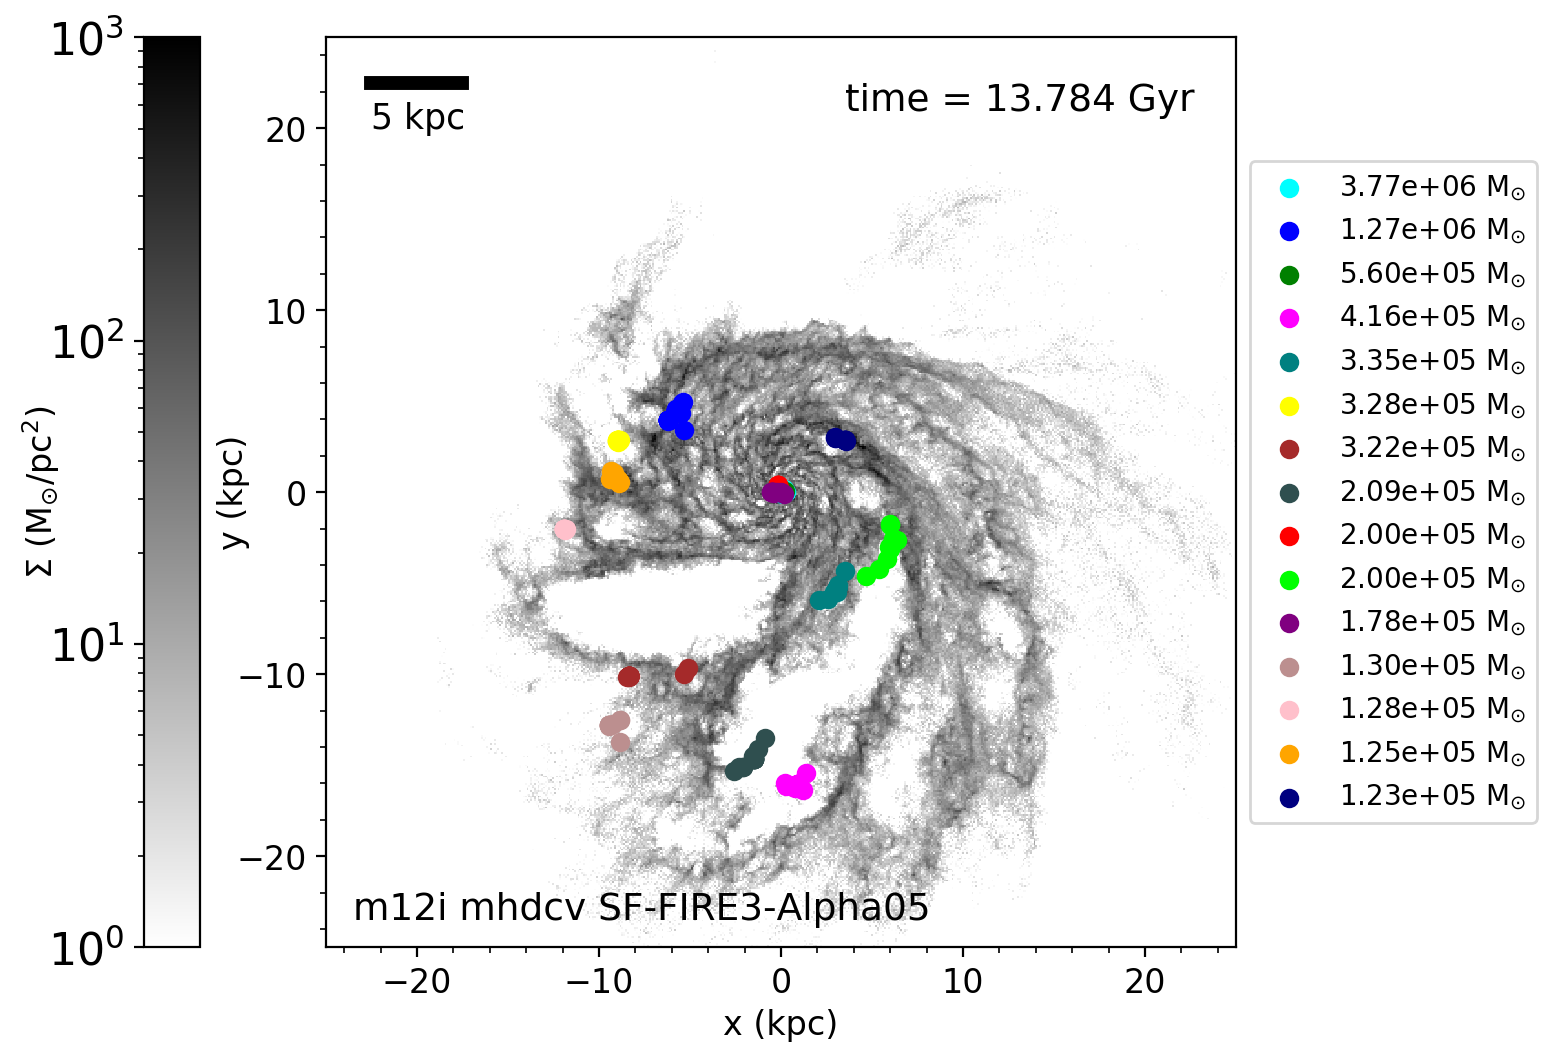 10³
10²
10¹
10⁰
Σ (M⊙/pc²)
y (kpc)
20
10
0
−10
−20
5 kpc
time = 13.784 Gyr
m12i mhdcv SF-FIRE3-Alpha05
−20
−10
0
10
20
x (kpc)
3.77e+06 M⊙
1.27e+06 M⊙
5.60e+05 M⊙
4.16e+05 M⊙
3.35e+05 M⊙
3.28e+05 M⊙
3.22e+05 M⊙
2.09e+05 M⊙
2.00e+05 M⊙
2.00e+05 M⊙
1.78e+05 M⊙
1.30e+05 M⊙
1.28e+05 M⊙
1.25e+05 M⊙
1.23e+05 M⊙